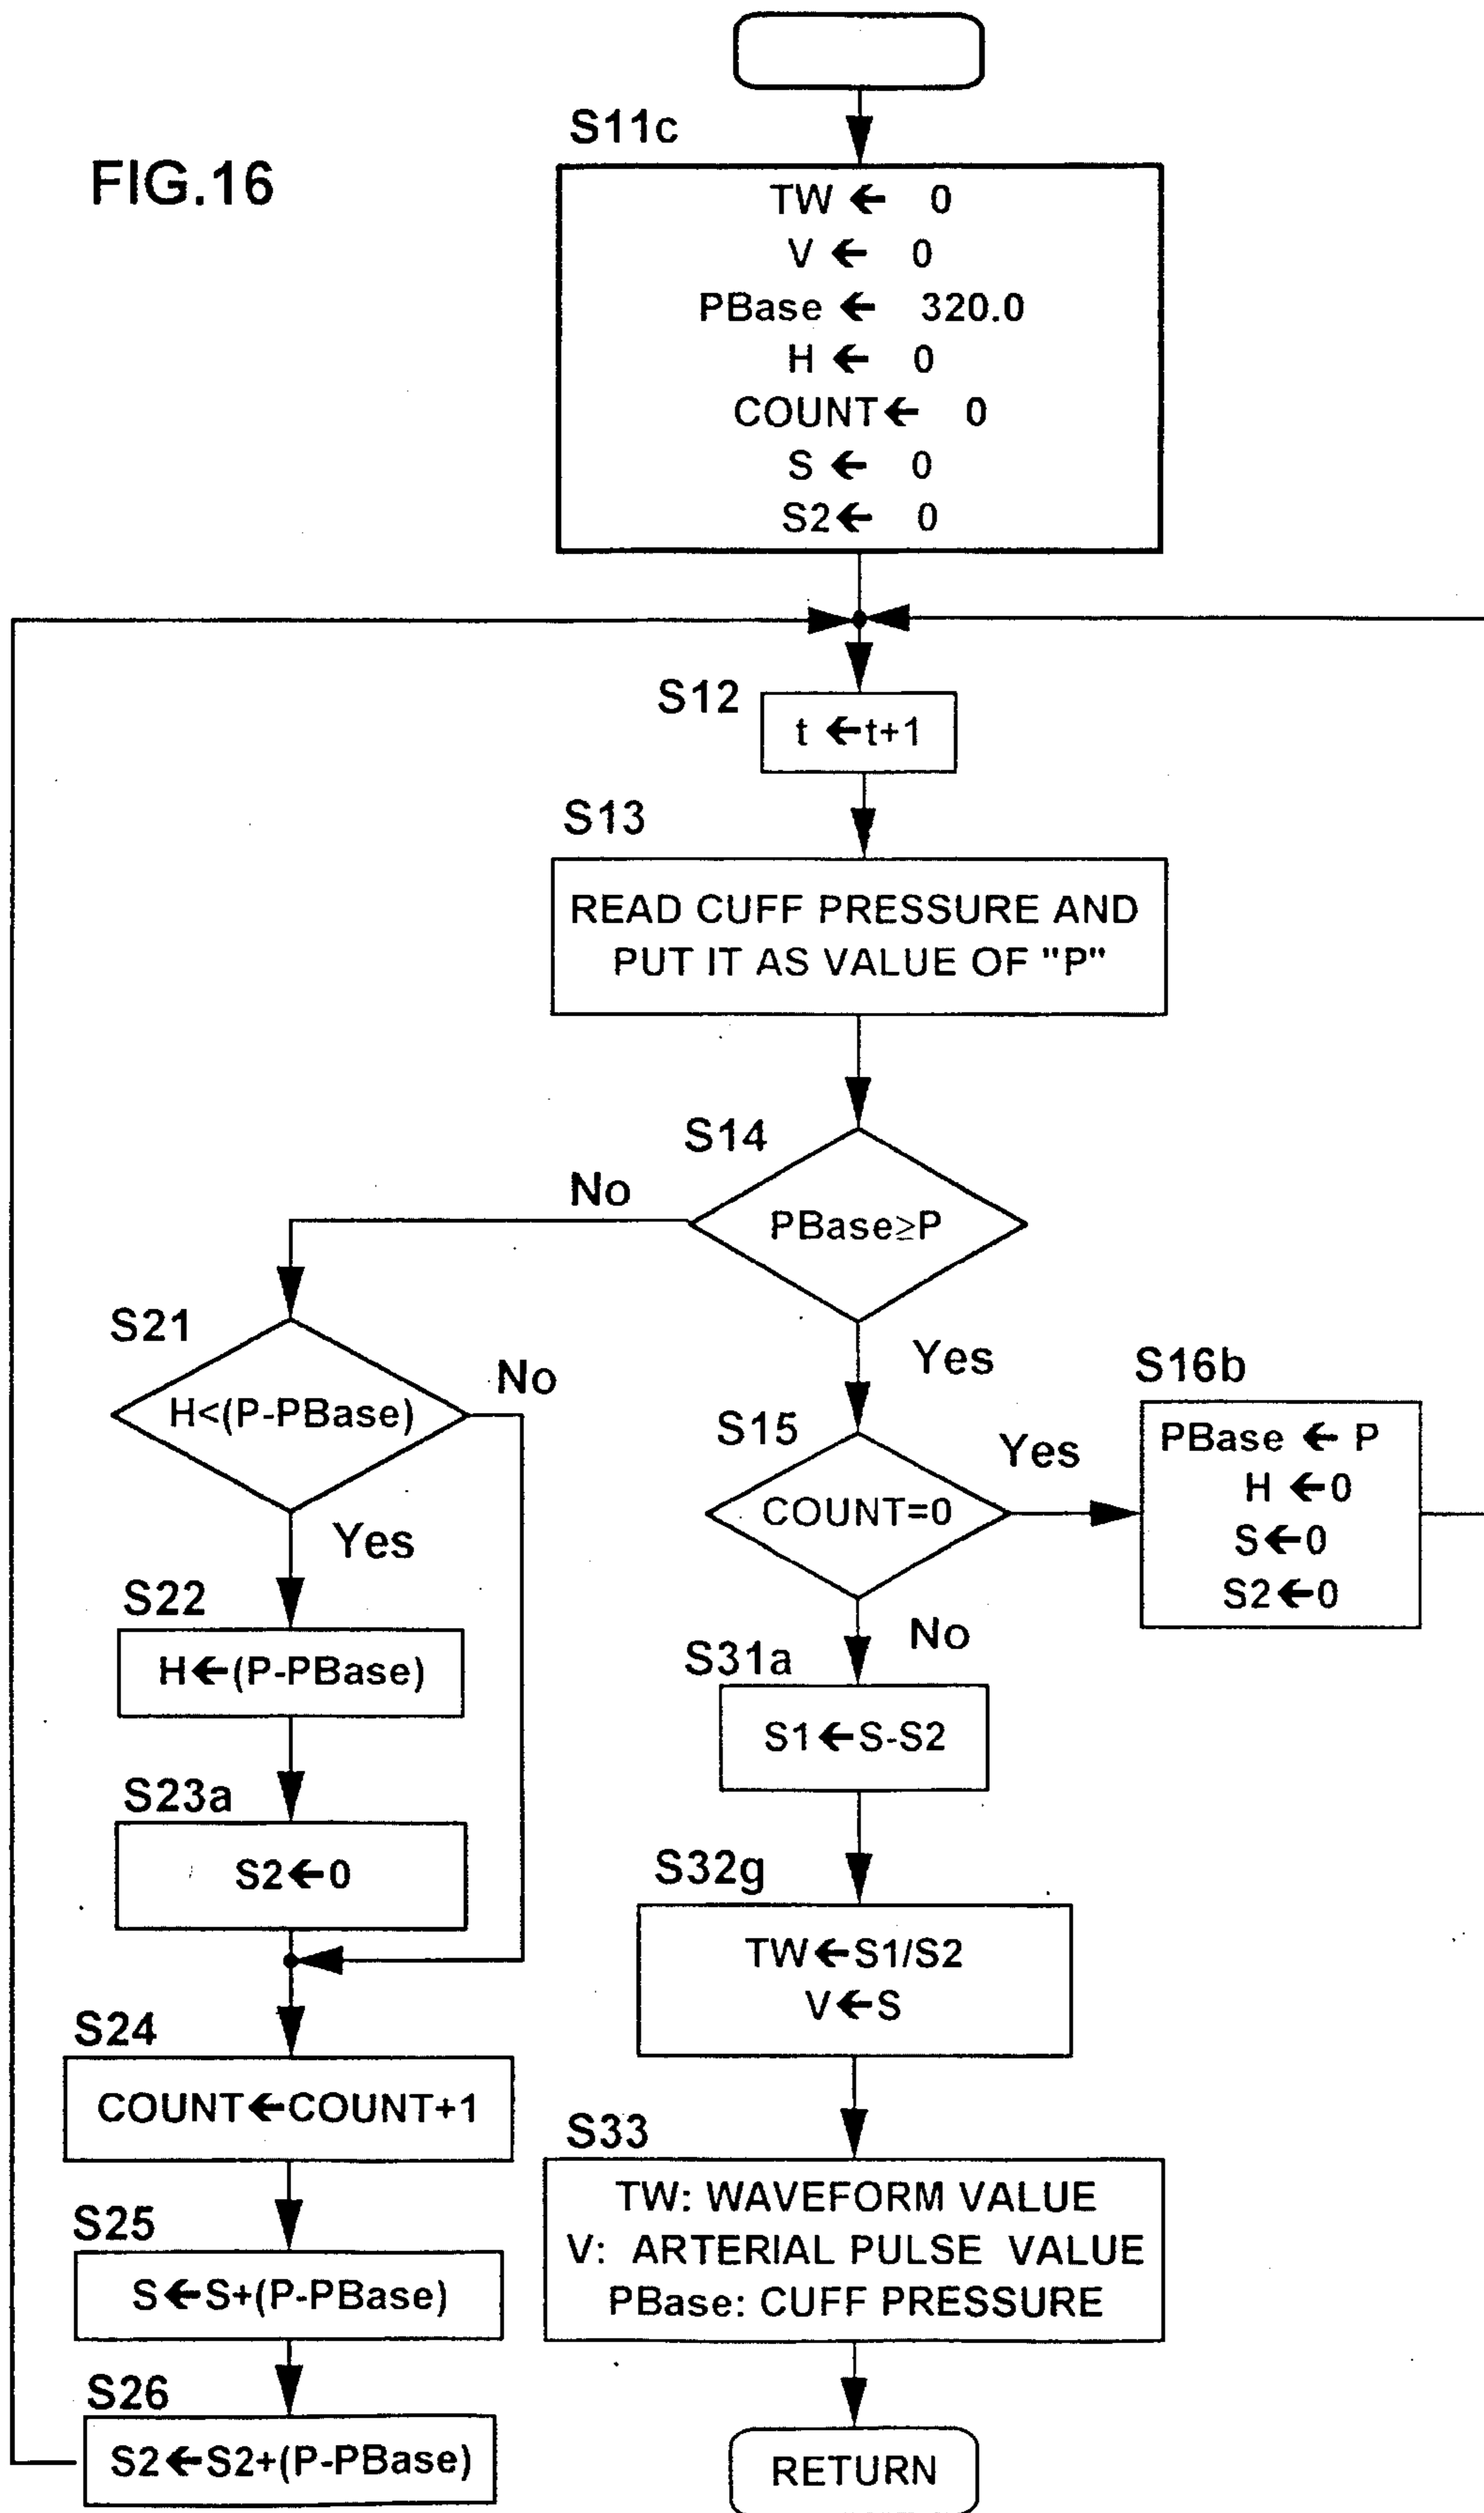 FIG.16
S11c
TW ← 0
V ← 0
PBase ← 320.0
H ← 0
COUNT← 0
S ← 0
S2← 0
S12
t ←t+1
S13
READ CUFF PRESSURE AND
PUT IT AS VALUE OF "P"
S14
No
PBase≥P
Yes
S21
H<(P-PBase)
No
Yes
S15
COUNT=0
Yes
No
S16b
PBase ← P
H ←0
S←0
S2←0
S22
H←(P-PBase)
S23a
S2←0
S24
COUNT←COUNT+1
S25
S←S+(P-PBase)
S26
S2←S2+(P-PBase)
S31a
S1←S-S2
S32g
TW←S1/S2
V←S
S33
TW: WAVEFORM VALUE
V: ARTERIAL PULSE VALUE
PBase: CUFF PRESSURE
RETURN